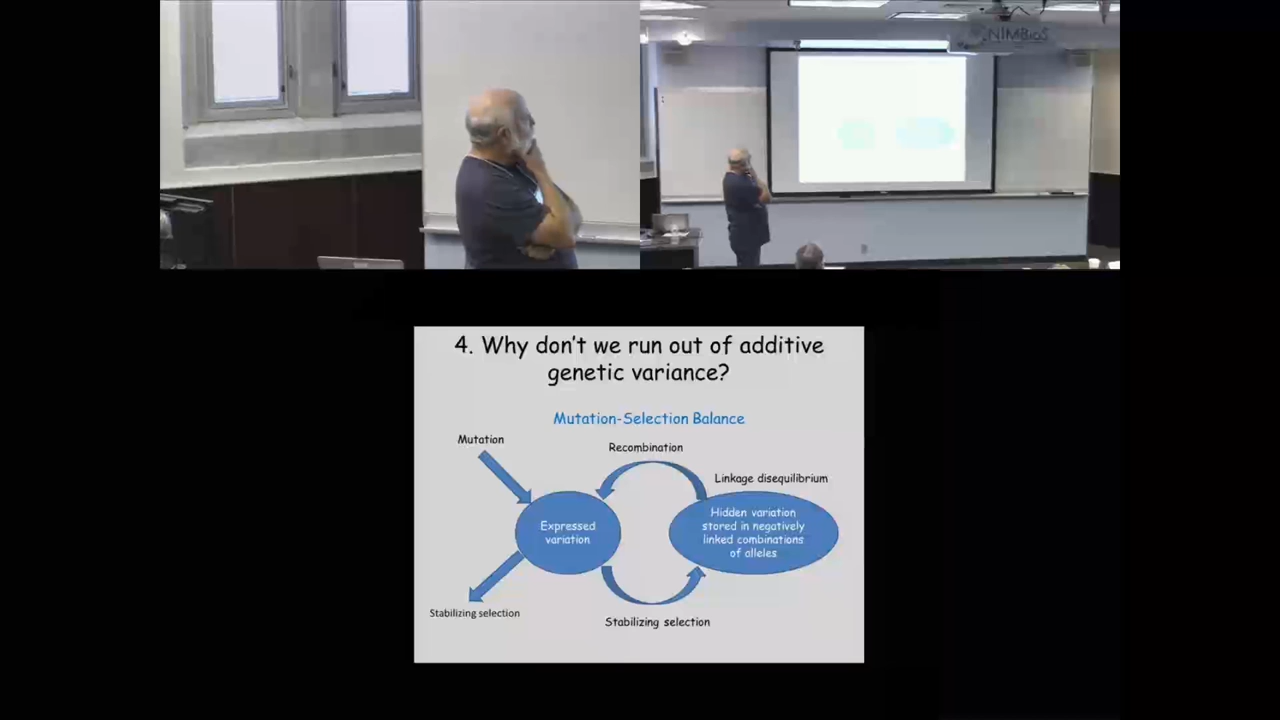 NIMBioS
4. Why don't we run out of additive
genetic variance?
Mutation-Selection Balance
Mutation
Recombination
Linkage disequilibrium
Expressed
variation
Hidden variation
stored in negatively
linked combinations
of alleles
Stabilizing selection
Stabilizing selection